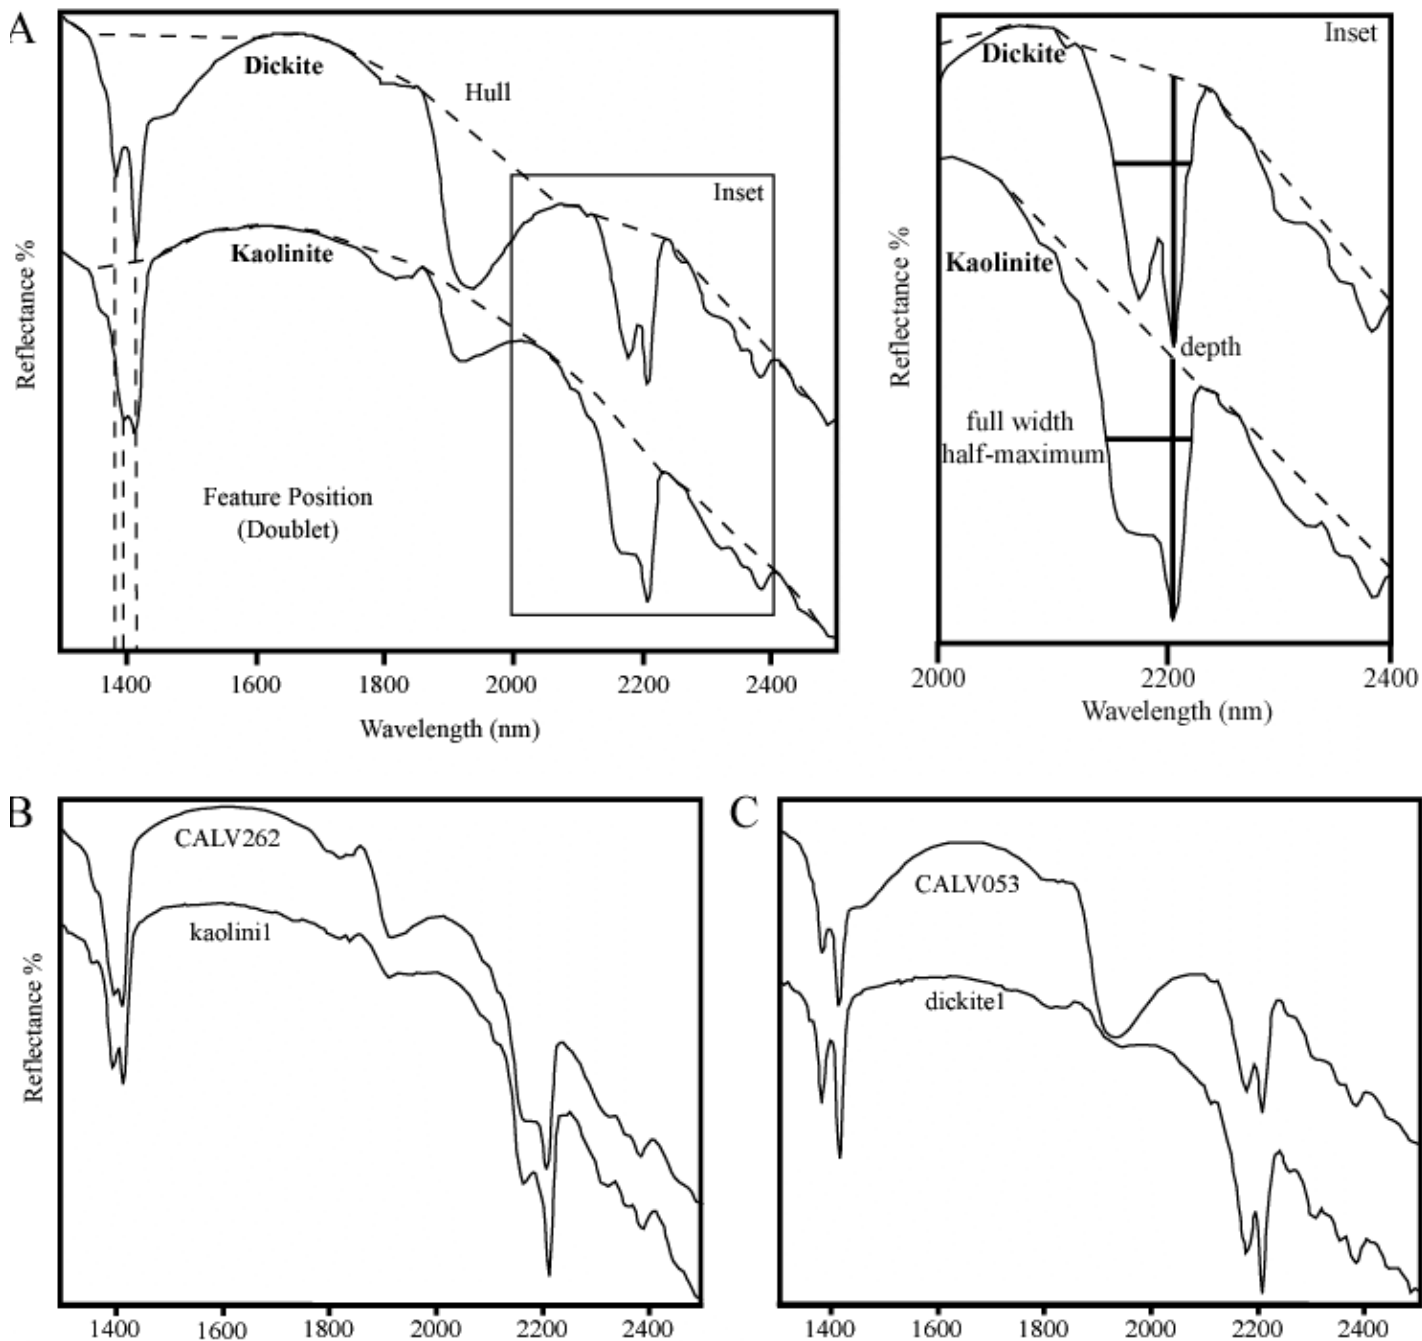 A
Dickite
Hull
Inset
Kaolinite
Feature Position
(Doublet)
Reflectance %
1400 1600 1800 2000 2200 2400
Wavelength (nm)
Inset
Dickite
Kaolinite
depth
full width
half-maximum
Reflectance %
2000 2200 2400
Wavelength (nm)
B
CALV262
kaolini1
Reflectance %
1400 1600 1800 2000 2200 2400
C
CALV053
dickite1
1400 1600 1800 2000 2200 2400